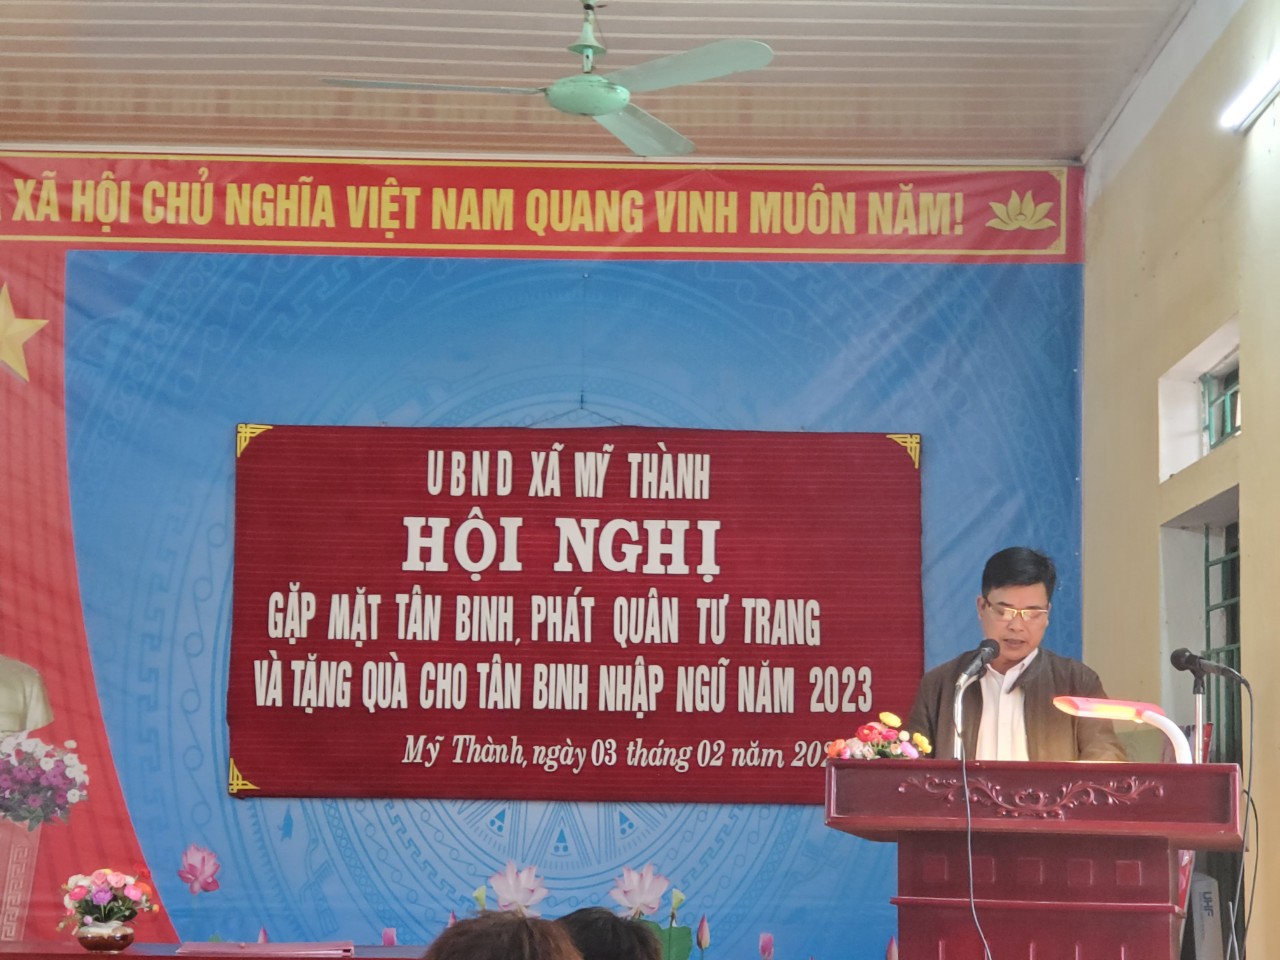 XÃ HỘI CHỦ NGHĨA VIỆT NAM QUANG VINH MUÔN NĂM!
UBND XÃ MỸ THÀNH
HỘI NGHỊ
GẶP MẶT TÂN BINH, PHÁT QUÂN TƯ TRANG
VÀ TẶNG QUÀ CHO TÂN BINH NHẬP NGŨ NĂM 2023
Mỹ Thành, ngày 03 tháng 02 năm 202
UHF